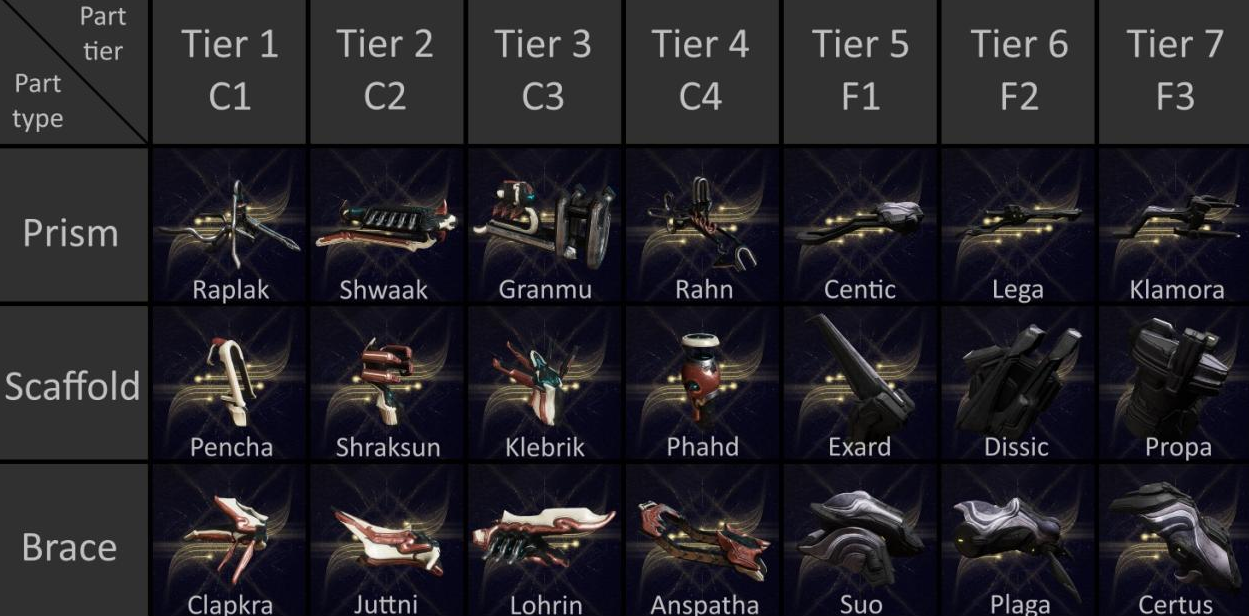 Part
tier
Part
type
Tier 1
C1
Tier 2
C2
Tier 3
C3
Tier 4
C4
Tier 5
F1
Tier 6
F2
Tier 7
F3
Prism
Raplak
Shwaak
Granmu
Rahn
Centic
Lega
Klamora
Scaffold
Pencha
Shraksun
Klebrik
Phahd
Exard
Dissic
Propa
Brace
Clapkra
Juttni
Lohrin
Anspatha
Suo
Plaga
Certus